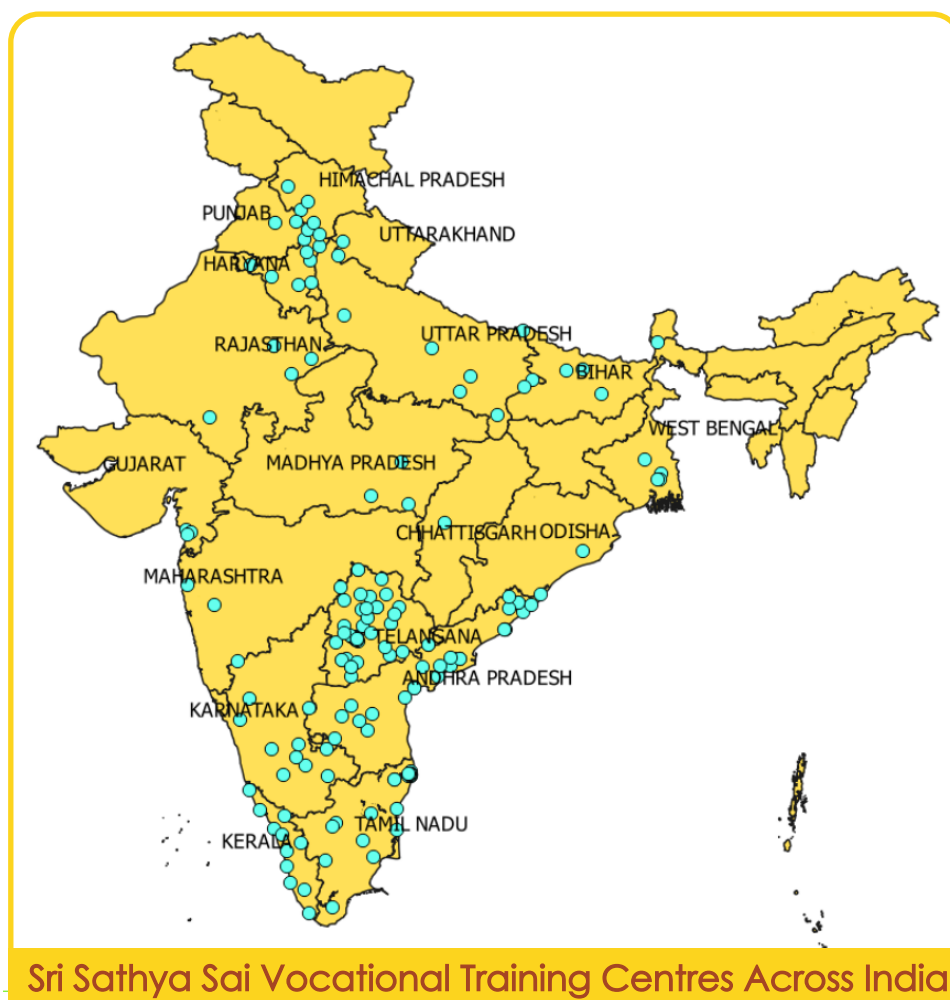 HIMACHAL PRADESH
PUNJAB
UTTARAKHAND
HARYANA
UTTAR PRADESH
RAJASTHAN
BIHAR
WEST BENGAL
GUJARAT
MADHYA PRADESH
CHHATTISGARH
ODISHA
MAHARASHTRA
TELANGANA
ANDHRA PRADESH
KARNATAKA
TAMIL NADU
KERALA
Sri Sathya Sai Vocational Training Centres Across India